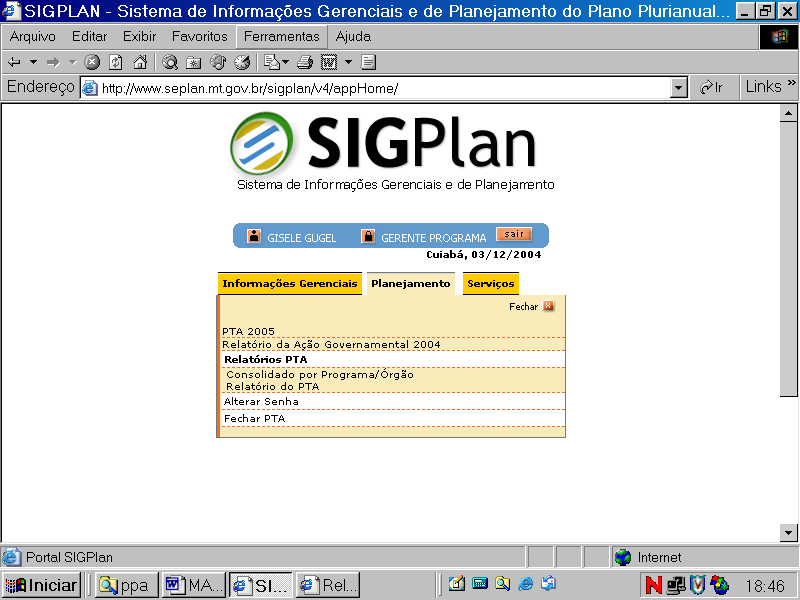 SIGPLAN - Sistema de Informações Gerenciais e de Planejamento do Plano Plurianual...
Arquivo Editar Exibir Favoritos Ferramentas Ajuda
Endereço http://www.seplan.mt.gov.br/sigplan/v4/appHome/ Ir Links »
SIGPlan
Sistema de Informações Gerenciais e de Planejamento
GISELE GUGEL GERENTE PROGRAMA sair
Cuiabá, 03/12/2004
Informações Gerenciais Planejamento Serviços
Fechar
PTA 2005
Relatório da Ação Governamental 2004
Relatórios PTA
Consolidado por Programa/Órgão
Relatório do PTA
Alterar Senha
Fechar PTA
Portal SIGPlan Internet
Iniciar ppa MA... SI... Rel... 18:46